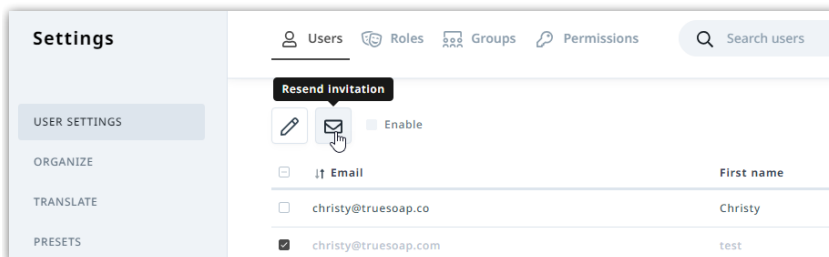 Settings
Users Roles Groups Permissions Search users
Resend invitation
USER SETTINGS
Enable
ORGANIZE
Email First name
TRANSLATE
christy@truesoap.co Christy
PRESETS
christy@truesoap.com test